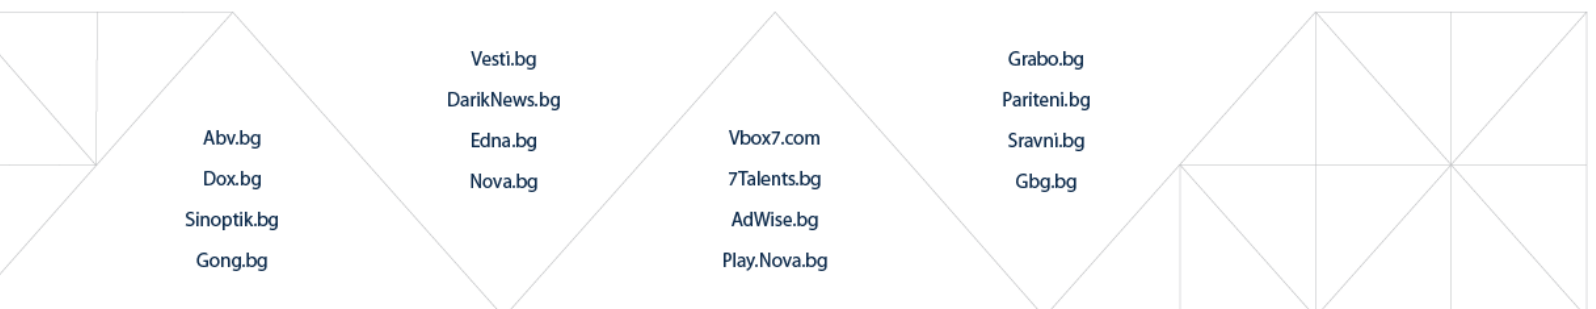 Abv.bg
Dox.bg
Sinoptik.bg
Gong.bg
Vesti.bg
DarikNews.bg
Edna.bg
Nova.bg
Vbox7.com
7Talents.bg
AdWise.bg
Play.Nova.bg
Grabo.bg
Pariteni.bg
Sravni.bg
Gbg.bg